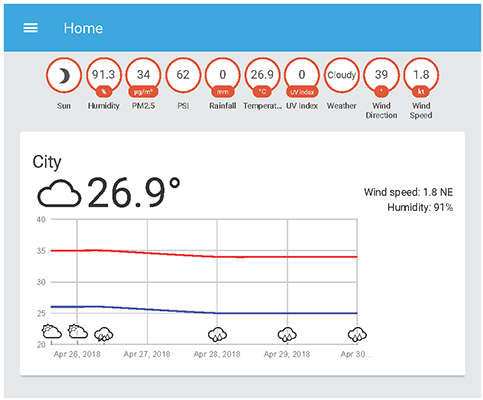 Home
91.3 34 62 0 26.9 0 Cloudy 39 1.8
% µg/m³ mm °C UV index ° kt
Sun Humidity PM2.5 PSI Rainfall Temperat... UV Index Weather Wind Direction Wind Speed
City
26.9°
Wind speed: 1.8 NE
Humidity: 91%
40
35
30
25
20
Apr 26, 2018 Apr 27, 2018 Apr 28, 2018 Apr 29, 2018 Apr 30...